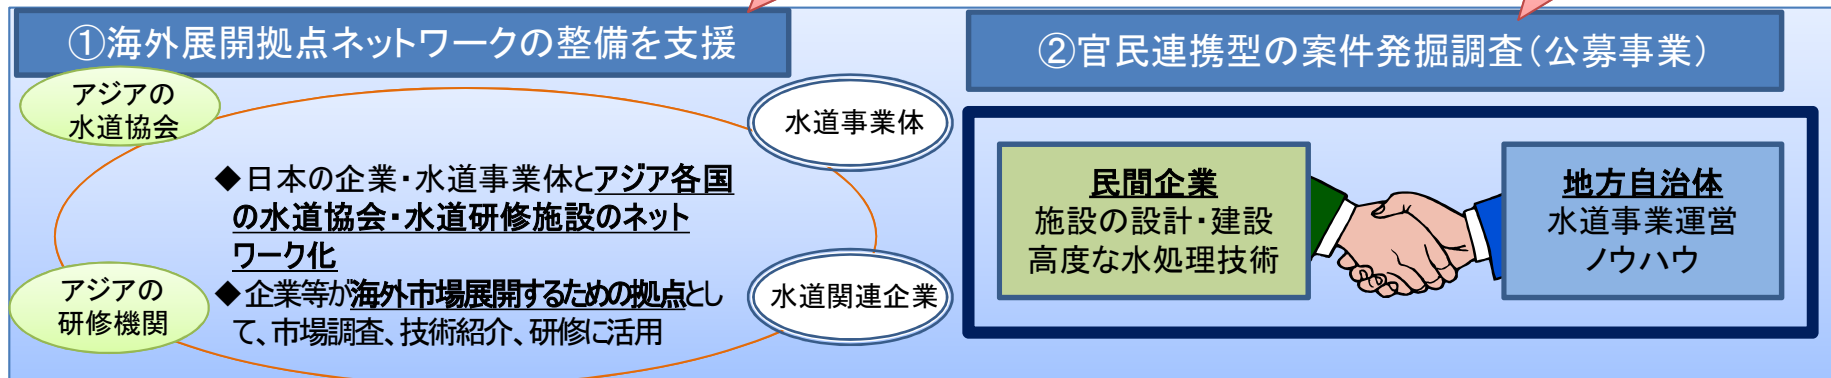 ①海外展開拠点ネットワークの整備を支援
アジアの
水道協会
水道事業体
◆日本の企業・水道事業体とアジア各国
の水道協会・水道研修施設のネット
ワーク化
◆企業等が海外市場展開するための拠点とし
て、市場調査、技術紹介、研修に活用
アジアの
研修機関
水道関連企業
②官民連携型の案件発掘調査（公募事業）
民間企業
施設の設計・建設
高度な水処理技術
地方自治体
水道事業運営
ノウハウ